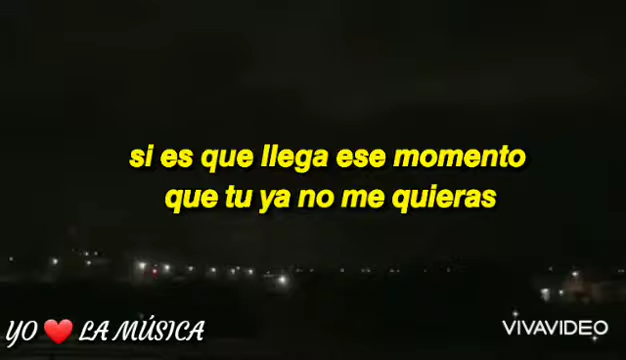 si es que llega ese momento
que tu ya no me quieras
YO ❤️ LA MÚSICA
VIVAVIDEO